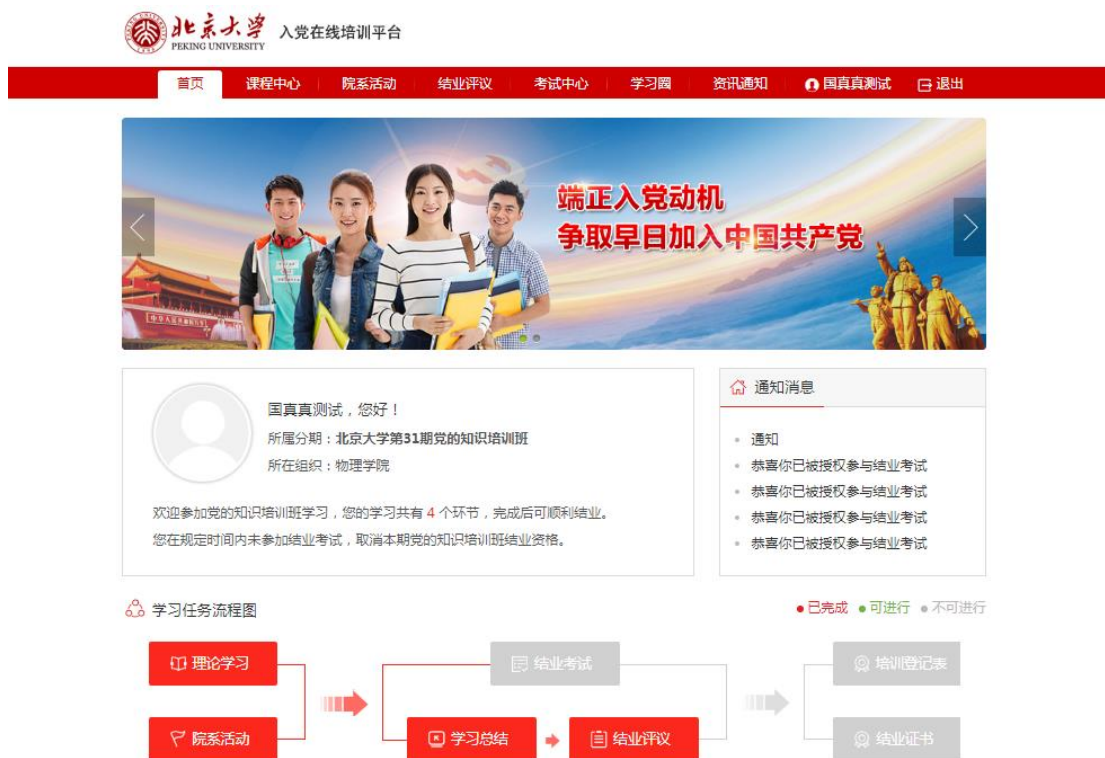 北京大学 入党在线培训平台
PEKING UNIVERSITY
首页 课程中心 院系活动 结业评议 考试中心 学习圈 资讯通知 国真真测试 退出
端正入党动机
争取早日加入中国共产党
国真真测试，您好！
所属分期：北京大学第31期党的知识培训班
所在组织：物理学院
欢迎参加党的知识培训班学习，您的学习共有 4 个环节，完成后可顺利结业。
您在规定时间内未参加结业考试，取消本期党的知识培训班结业资格。
通知消息
通知
恭喜你已被授权参与结业考试
恭喜你已被授权参与结业考试
恭喜你已被授权参与结业考试
恭喜你已被授权参与结业考试
学习任务流程图 已完成 可进行 不可进行
理论学习 结业考试 培训登记表
院系活动 学习总结 结业评议 结业证书